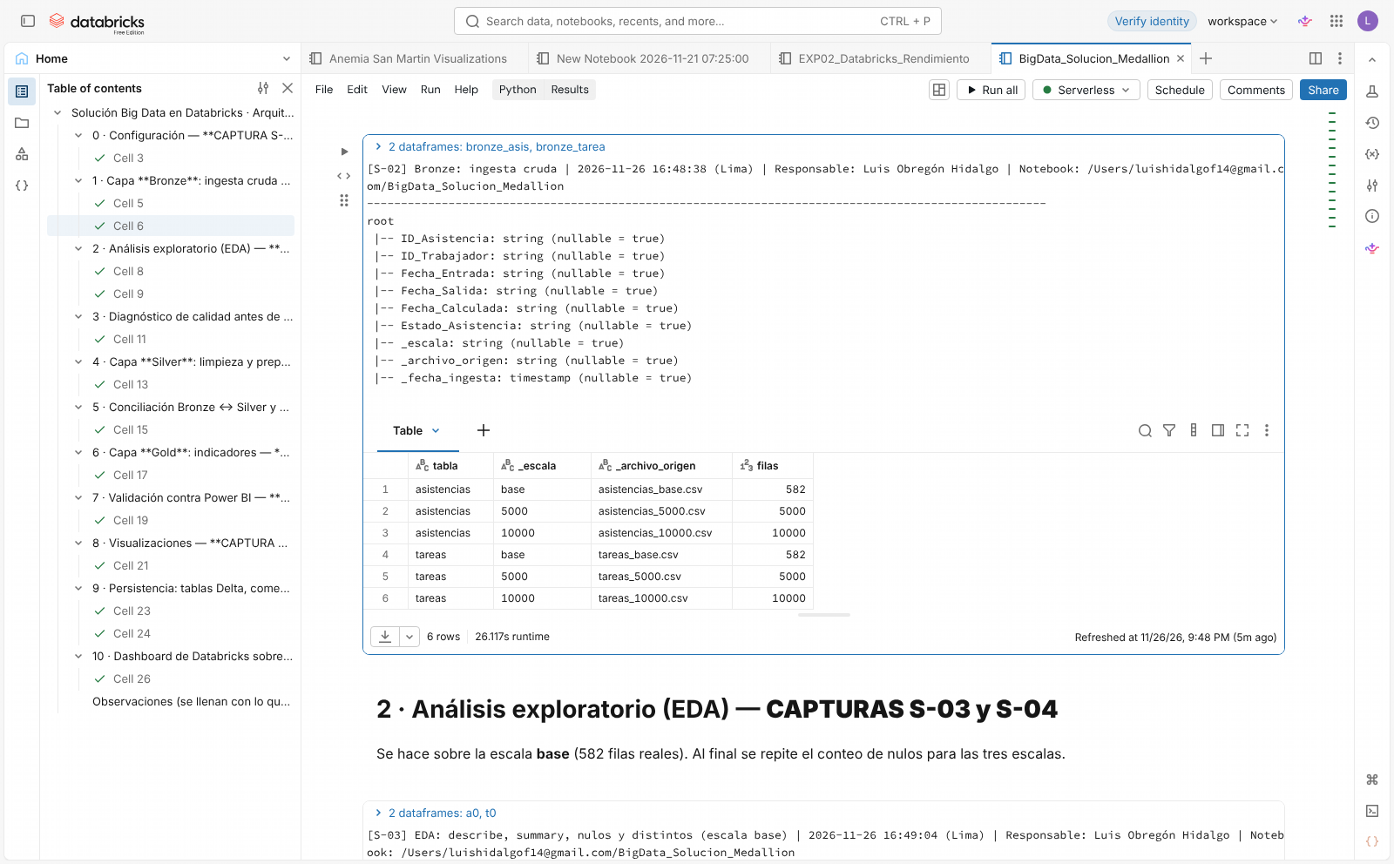 databricks
Free Edition
Search data, notebooks, recents, and more...
CTRL + P
Verify identity
workspace
L
Home
Anemia San Martin Visualizations
New Notebook 2026-11-21 07:25:00
EXP02_Databricks_Rendimiento
BigData_Solucion_Medallion
Table of contents
File Edit View Run Help Python Results
Run all
Serverless
Schedule
Comments
Share
Solución Big Data en Databricks · Arquit...
0 · Configuración — **CAPTURA S-...
Cell 3
1 · Capa **Bronze**: ingesta cruda ...
Cell 5
Cell 6
2 · Análisis exploratorio (EDA) — **...
Cell 8
Cell 9
3 · Diagnóstico de calidad antes de ...
Cell 11
4 · Capa **Silver**: limpieza y prep...
Cell 13
5 · Conciliación Bronze ↔ Silver y ...
Cell 15
6 · Capa **Gold**: indicadores — *...
Cell 17
7 · Validación contra Power BI — **...
Cell 19
8 · Visualizaciones — **CAPTURA ...
Cell 21
9 · Persistencia: tablas Delta, come...
Cell 23
Cell 24
10 · Dashboard de Databricks sobre...
Cell 26
Observaciones (se llenan con lo qu...
2 dataframes: bronze_asis, bronze_tarea
[S-02] Bronze: ingesta cruda | 2026-11-26 16:48:38 (Lima) | Responsable: Luis Obregón Hidalgo | Notebook: /Users/luishidalgof14@gmail.c
om/BigData_Solucion_Medallion
----------------------------------------------------------------------------------------------------
root
|-- ID_Asistencia: string (nullable = true)
|-- ID_Trabajador: string (nullable = true)
|-- Fecha_Entrada: string (nullable = true)
|-- Fecha_Salida: string (nullable = true)
|-- Fecha_Calculada: string (nullable = true)
|-- Estado_Asistencia: string (nullable = true)
|-- _escala: string (nullable = true)
|-- _archivo_origen: string (nullable = true)
|-- _fecha_ingesta: timestamp (nullable = true)
Table
tabla _escala _archivo_origen filas
1 asistencias base asistencias_base.csv 582
2 asistencias 5000 asistencias_5000.csv 5000
3 asistencias 10000 asistencias_10000.csv 10000
4 tareas base tareas_base.csv 582
5 tareas 5000 tareas_5000.csv 5000
6 tareas 10000 tareas_10000.csv 10000
6 rows 26.117s runtime
Refreshed at 11/26/26, 9:48 PM (5m ago)
2 · Análisis exploratorio (EDA) — CAPTURAS S-03 y S-04
Se hace sobre la escala base (582 filas reales). Al final se repite el conteo de nulos para las tres escalas.
2 dataframes: a0, t0
[S-03] EDA: describe, summary, nulos y distintos (escala base) | 2026-11-26 16:49:04 (Lima) | Responsable: Luis Obregón Hidalgo | Noteb
ook: /Users/luishidalgof14@gmail.com/BigData_Solucion_Medallion